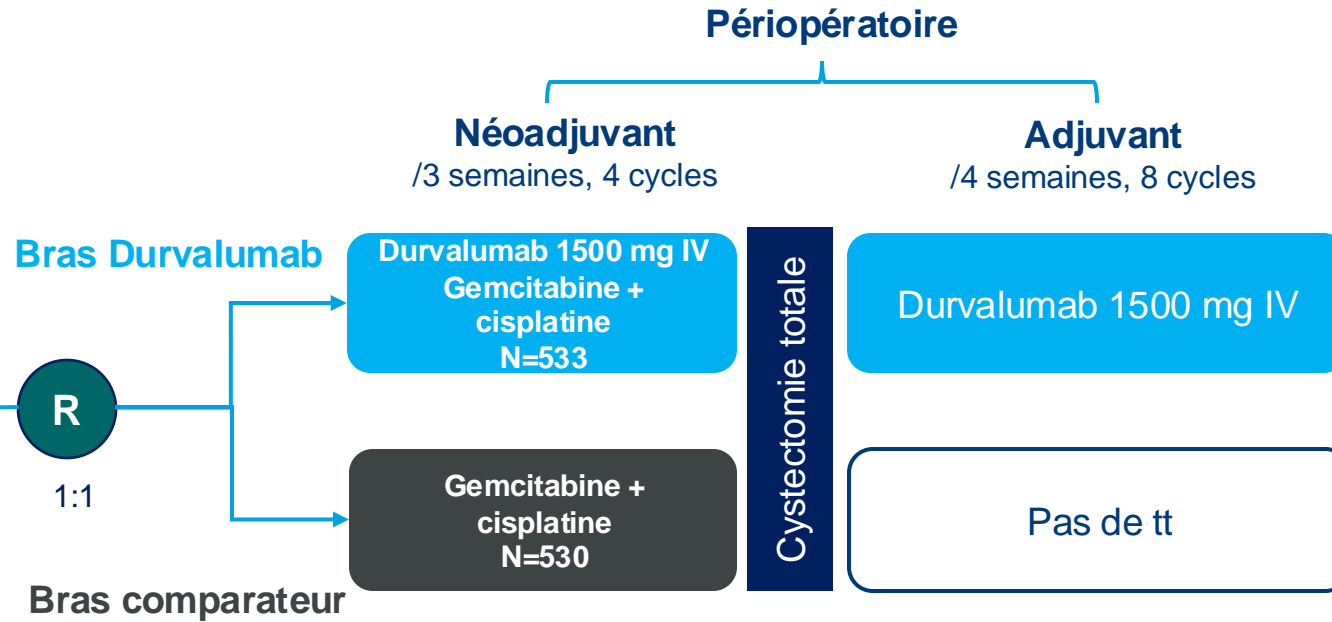 Périopératoire
Néoadjuvant
/3 semaines, 4 cycles
Adjuvant
/4 semaines, 8 cycles
Bras Durvalumab
Durvalumab 1500 mg IV
Gemcitabine +
cisplatine
N=533
Cystectomie totale
Durvalumab 1500 mg IV
R
1:1
Gemcitabine +
cisplatine
N=530
Pas de tt
Bras comparateur